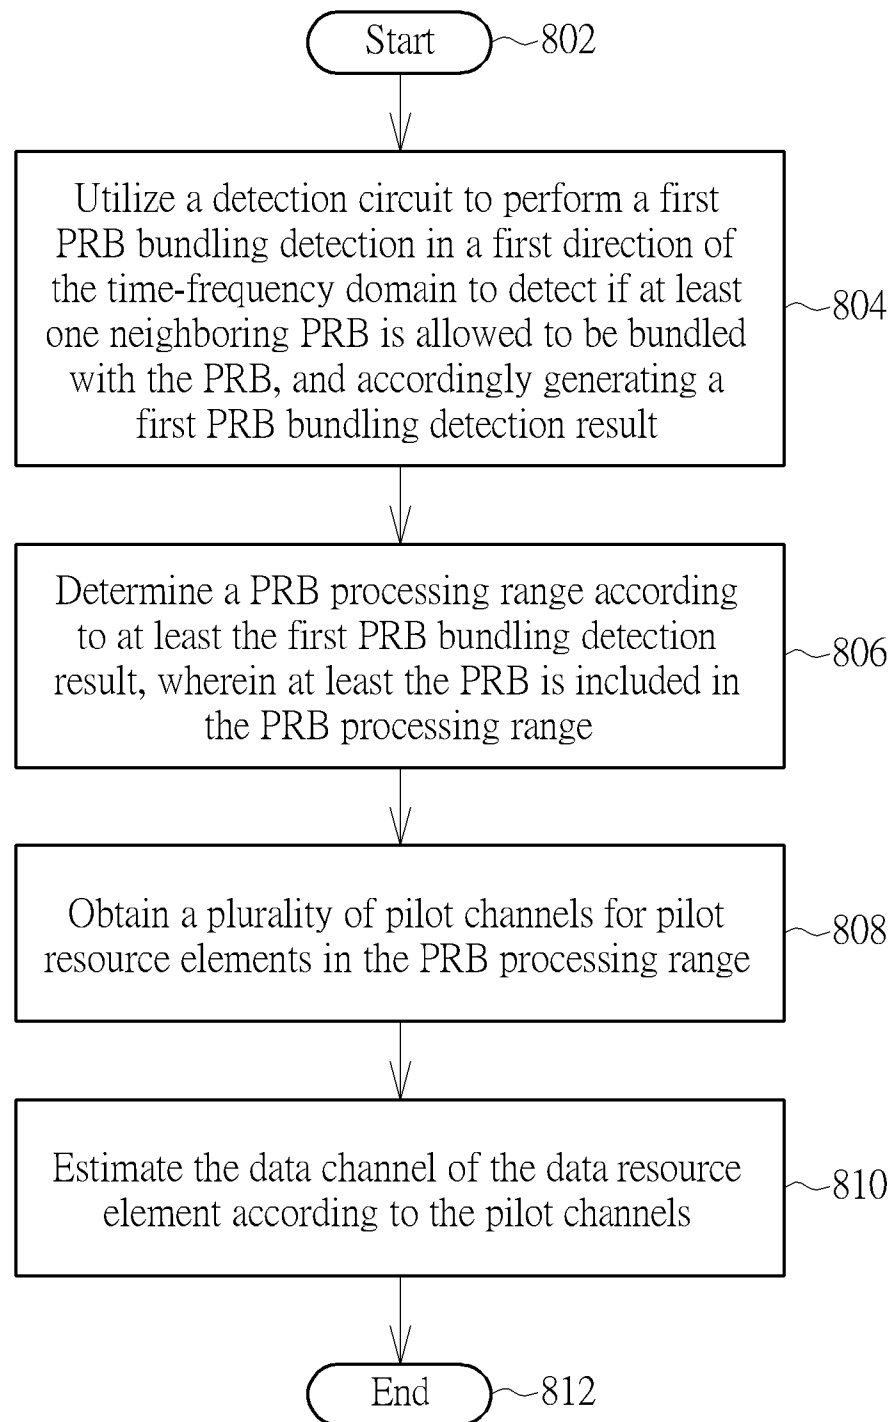 Start
802
Utilize a detection circuit to perform a first
PRB bundling detection in a first direction of
the time-frequency domain to detect if at least
one neighboring PRB is allowed to be bundled
with the PRB, and accordingly generating a
first PRB bundling detection result
804
Determine a PRB processing range according
to at least the first PRB bundling detection
result, wherein at least the PRB is included in
the PRB processing range
806
Obtain a plurality of pilot channels for pilot
resource elements in the PRB processing range
808
Estimate the data channel of the data resource
element according to the pilot channels
810
End
812